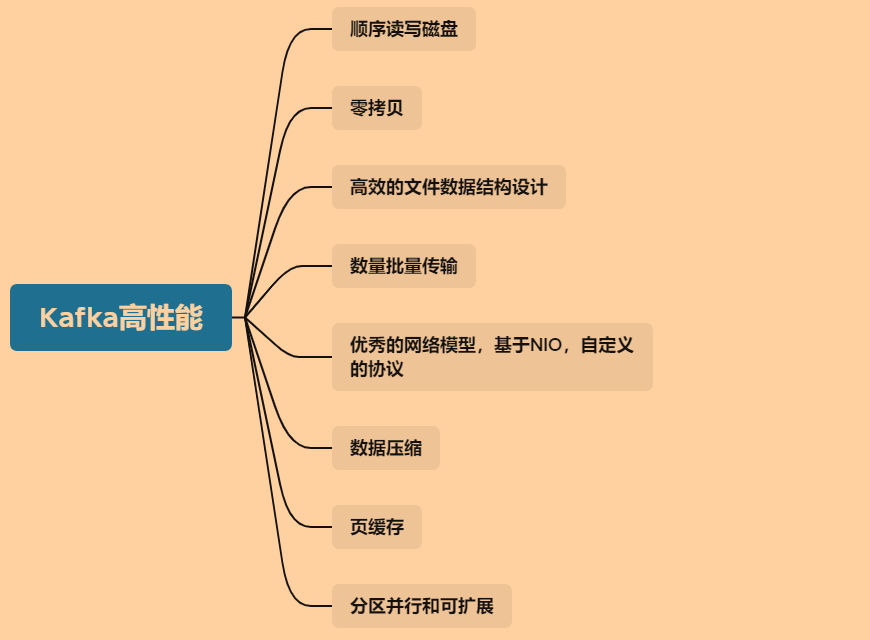 顺序读写磁盘
零拷贝
高效的文件数据结构设计
数量批量传输
Kafka高性能
优秀的网络模型，基于NIO，自定义
的协议
数据压缩
页缓存
分区并行和可扩展